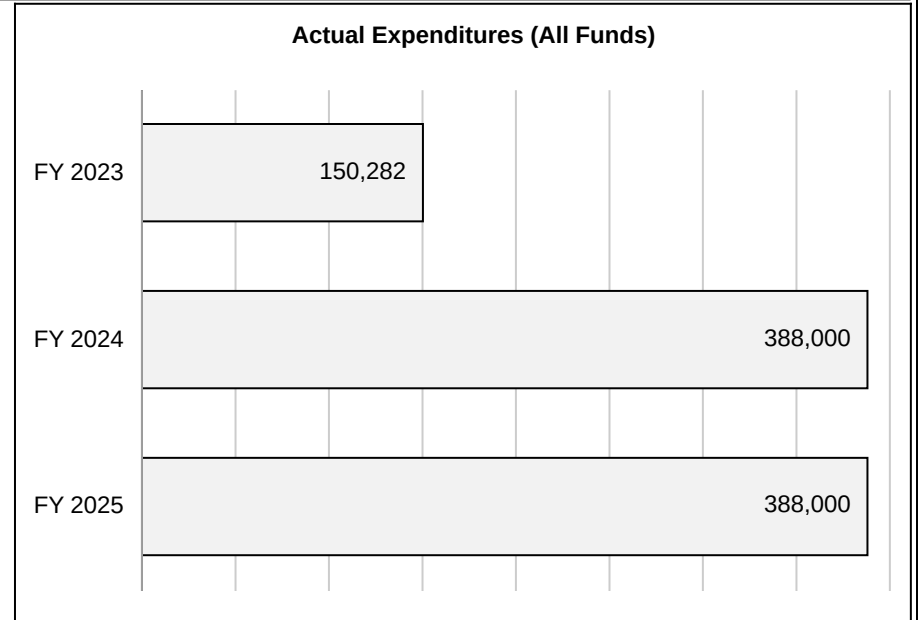 Actual Expenditures (All Funds)
FY 2023
150,282
FY 2024
388,000
FY 2025
388,000